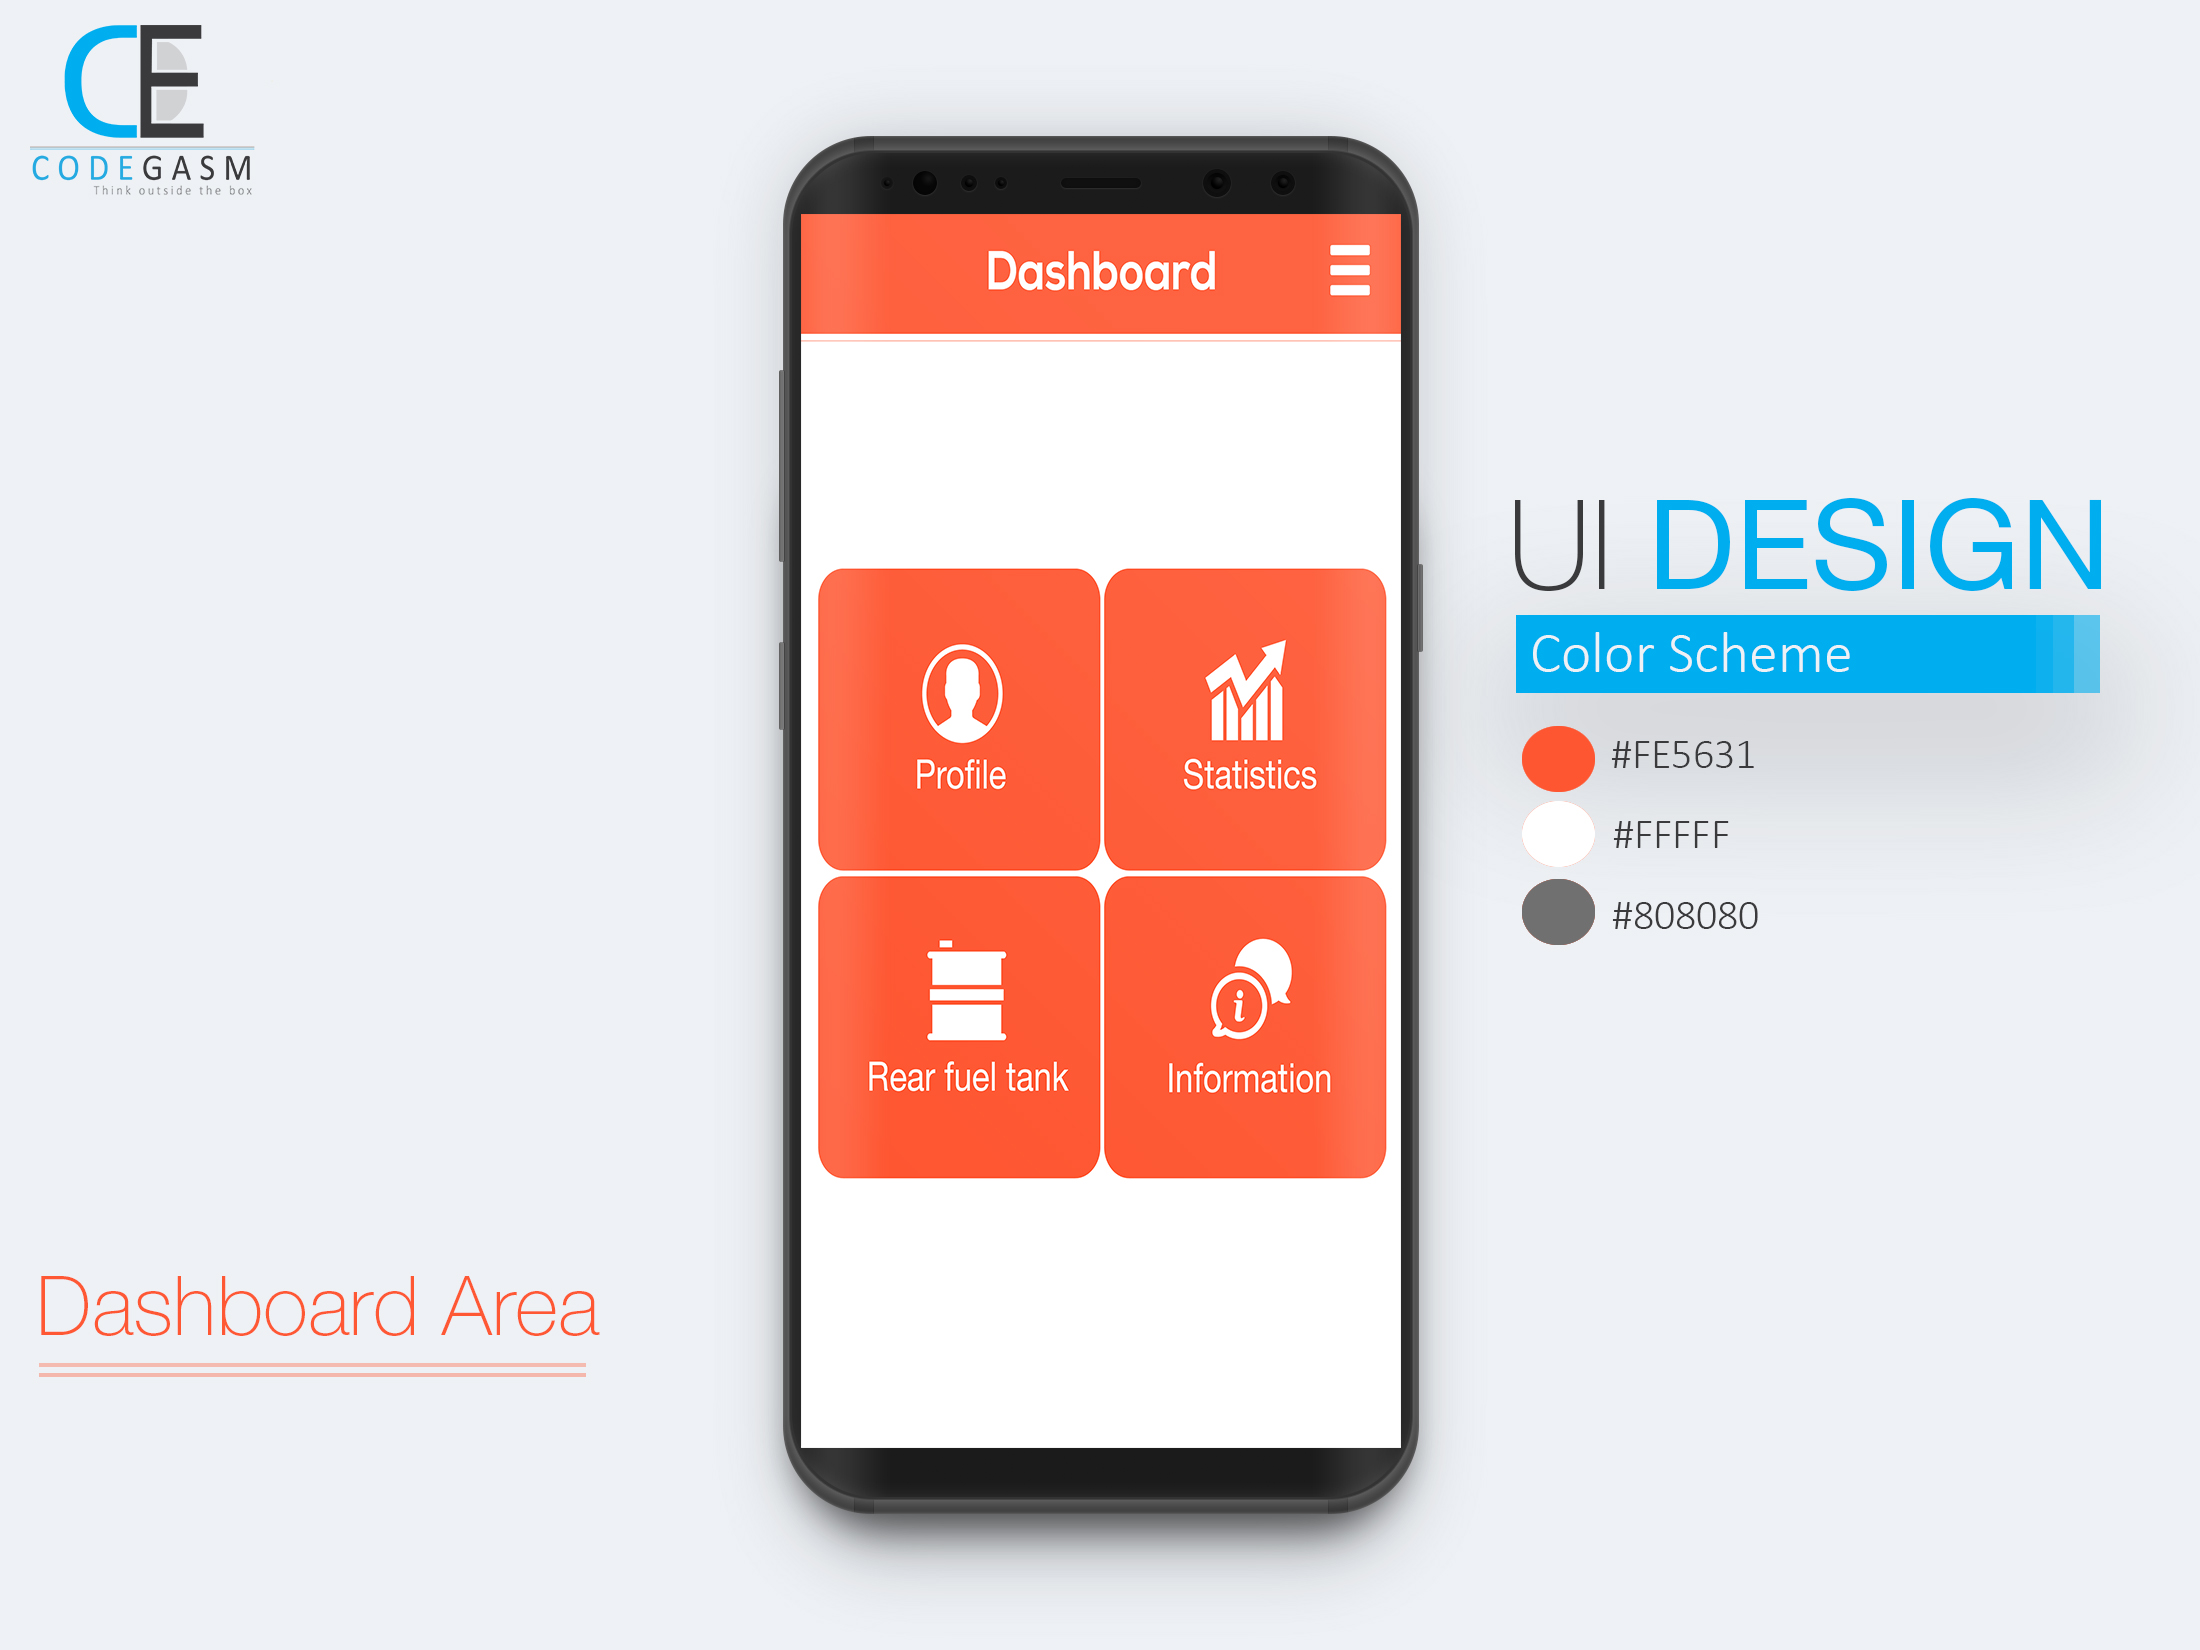 CE
CODEGASM
Think outside the box
Dashboard
Profile
Statistics
Rear fuel tank
i
Information
UI DESIGN
Color Scheme
#FE5631
#FFFFF
#808080
Dashboard Area